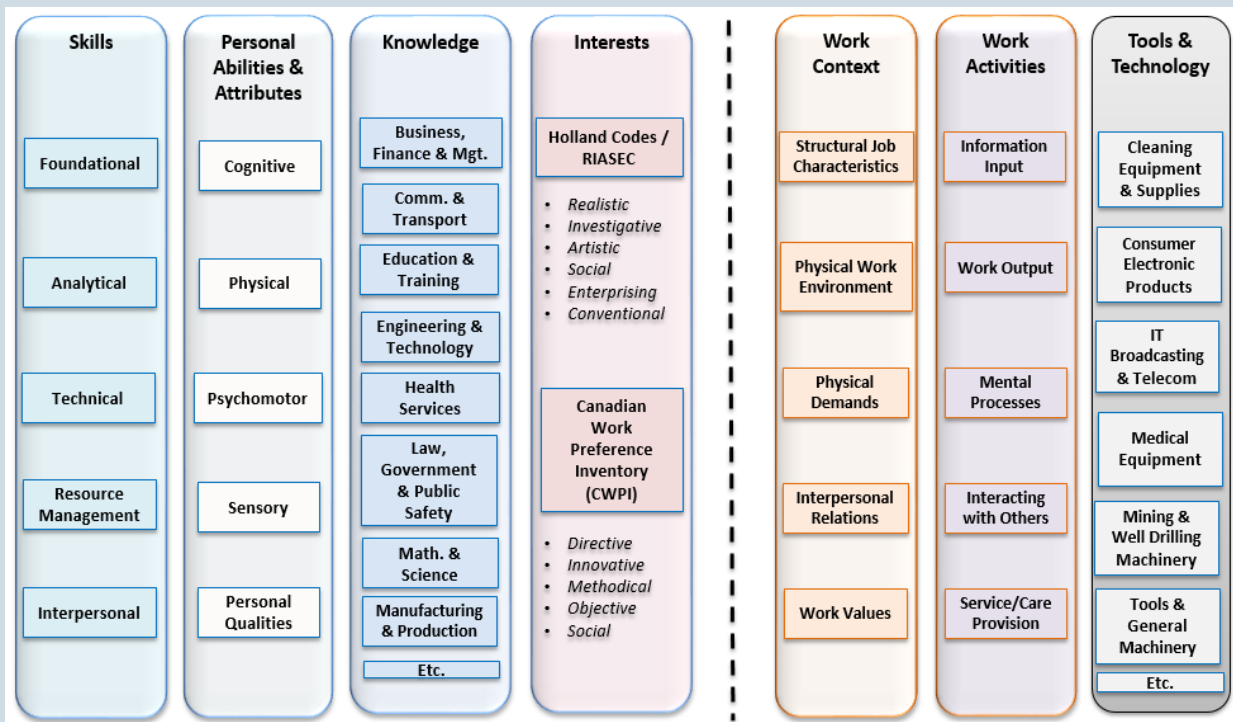 Skills
Foundational
Analytical
Technical
Resource
Management
Interpersonal
Personal
Abilities &
Attributes
Cognitive
Physical
Psychomotor
Sensory
Personal
Qualities
Knowledge
Business,
Finance & Mgt.
Comm. &
Transport
Education &
Training
Engineering &
Technology
Health
Services
Law,
Government
& Public
Safety
Math. &
Science
Manufacturing
& Production
Etc.
Interests
Holland Codes /
RIASEC
• Realistic
• Investigative
• Artistic
• Social
• Enterprising
• Conventional
Canadian
Work
Preference
Inventory
(CWPI)
• Directive
• Innovative
• Methodical
• Objective
• Social
Work
Context
Structural Job
Characteristics
Physical Work
Environment
Physical
Demands
Interpersonal
Relations
Work Values
Work
Activities
Information
Input
Work Output
Mental
Processes
Interacting
with Others
Service/Care
Provision
Tools &
Technology
Cleaning
Equipment
& Supplies
Consumer
Electronic
Products
IT
Broadcasting
& Telecom
Medical
Equipment
Mining &
Well Drilling
Machinery
Tools &
General
Machinery
Etc.